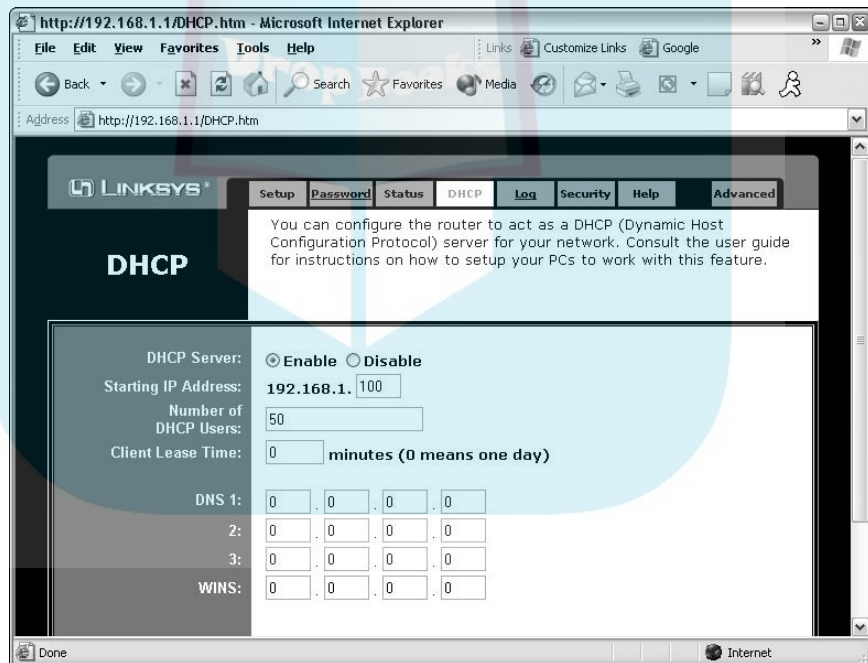 http://192.168.1.1/DHCP.htm - Microsoft Internet Explorer
File Edit View Favorites Tools Help Links Customize Links Google »
Back Search Favorites Media
Address http://192.168.1.1/DHCP.htm
LINKSYS® Setup Password Status DHCP Log Security Help Advanced
DHCP
You can configure the router to act as a DHCP (Dynamic Host
Configuration Protocol) server for your network. Consult the user guide
for instructions on how to setup your PCs to work with this feature.
DHCP Server: Enable Disable
Starting IP Address: 192.168.1. 100
Number of
DHCP Users: 50
Client Lease Time: 0 minutes (0 means one day)
DNS 1: 0 . 0 . 0 . 0
2: 0 . 0 . 0 . 0
3: 0 . 0 . 0 . 0
WINS: 0 . 0 . 0 . 0
Done Internet